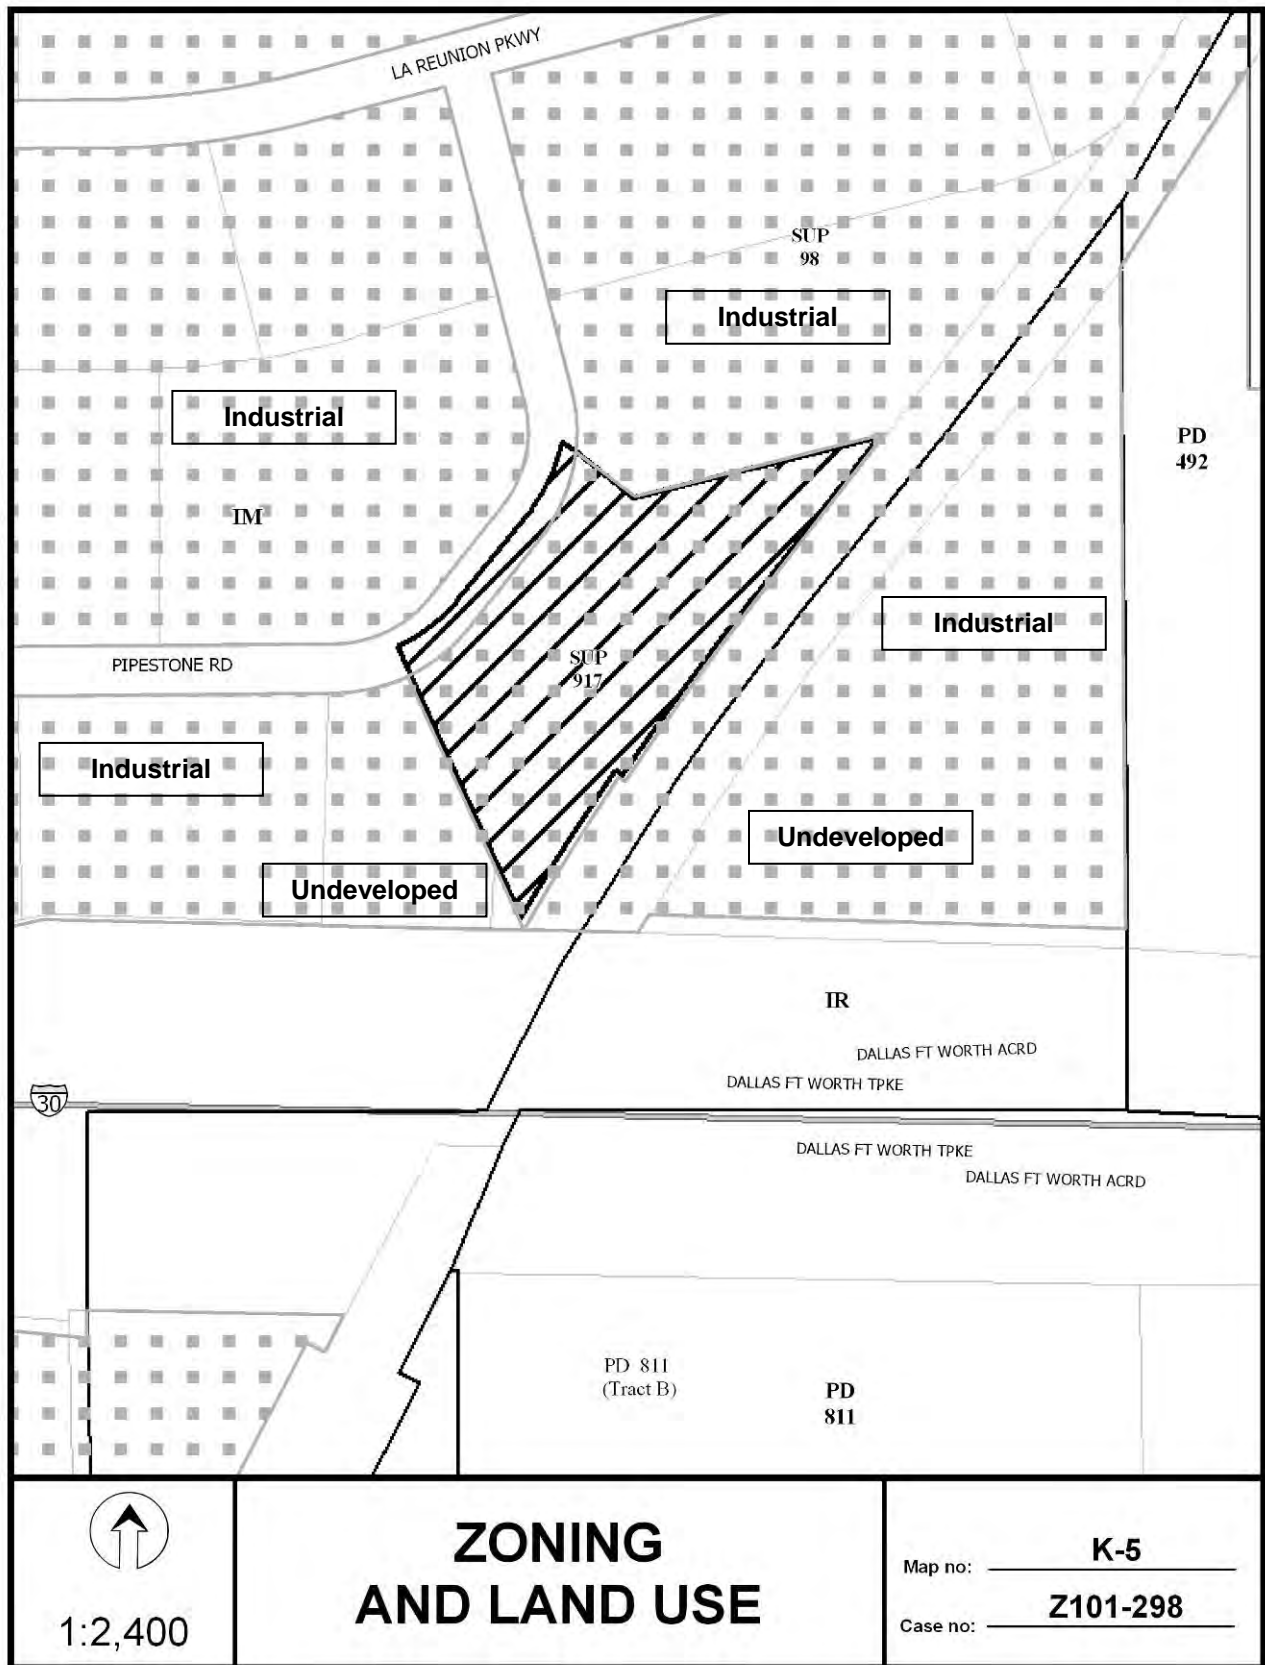 LA REUNION PKWY
SUP
98
Industrial
Industrial
PD
492
IM
Industrial
PIPESTONE RD
SUP
917
Industrial
Undeveloped
Undeveloped
IR
DALLAS FT WORTH ACRD
DALLAS FT WORTH TPKE
30
DALLAS FT WORTH TPKE
DALLAS FT WORTH ACRD
PD 811
(Tract B)
PD
811
1:2,400
ZONING
AND LAND USE
Map no: K-5
Case no: Z101-298